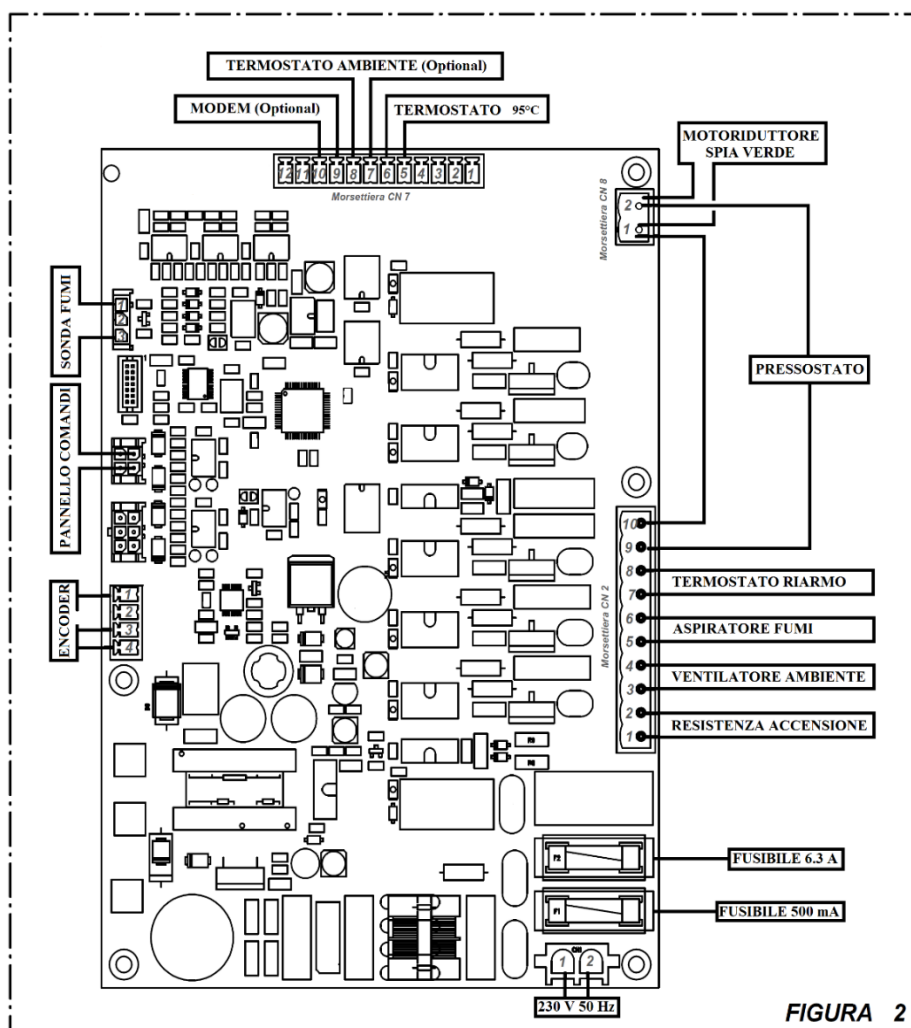 TERMOSTATO AMBIENTE (Optional)
MODEM (Optional)
TERMOSTATO 95°C
MOTORIDUTTORE
SPIA VERDE
12 11 10 9 8 7 6 5 4 3 2 1
Morsettiera CN 7
2
1
Morsettiera CN 8
SONDA FUMI
1
2
3
1
PRESSOSTATO
PANNELLO COMANDI
ENCODER
1
2
3
4
Morsettiera CN 2
10
9
8
7
6
5
4
3
2
1
TERMOSTATO RIARMO
ASPIRATORE FUMI
VENTILATORE AMBIENTE
RESISTENZA ACCENSIONE
F2
FUSIBILE 6.3 A
F1
FUSIBILE 500 mA
1 2
230 V 50 Hz
FIGURA 2